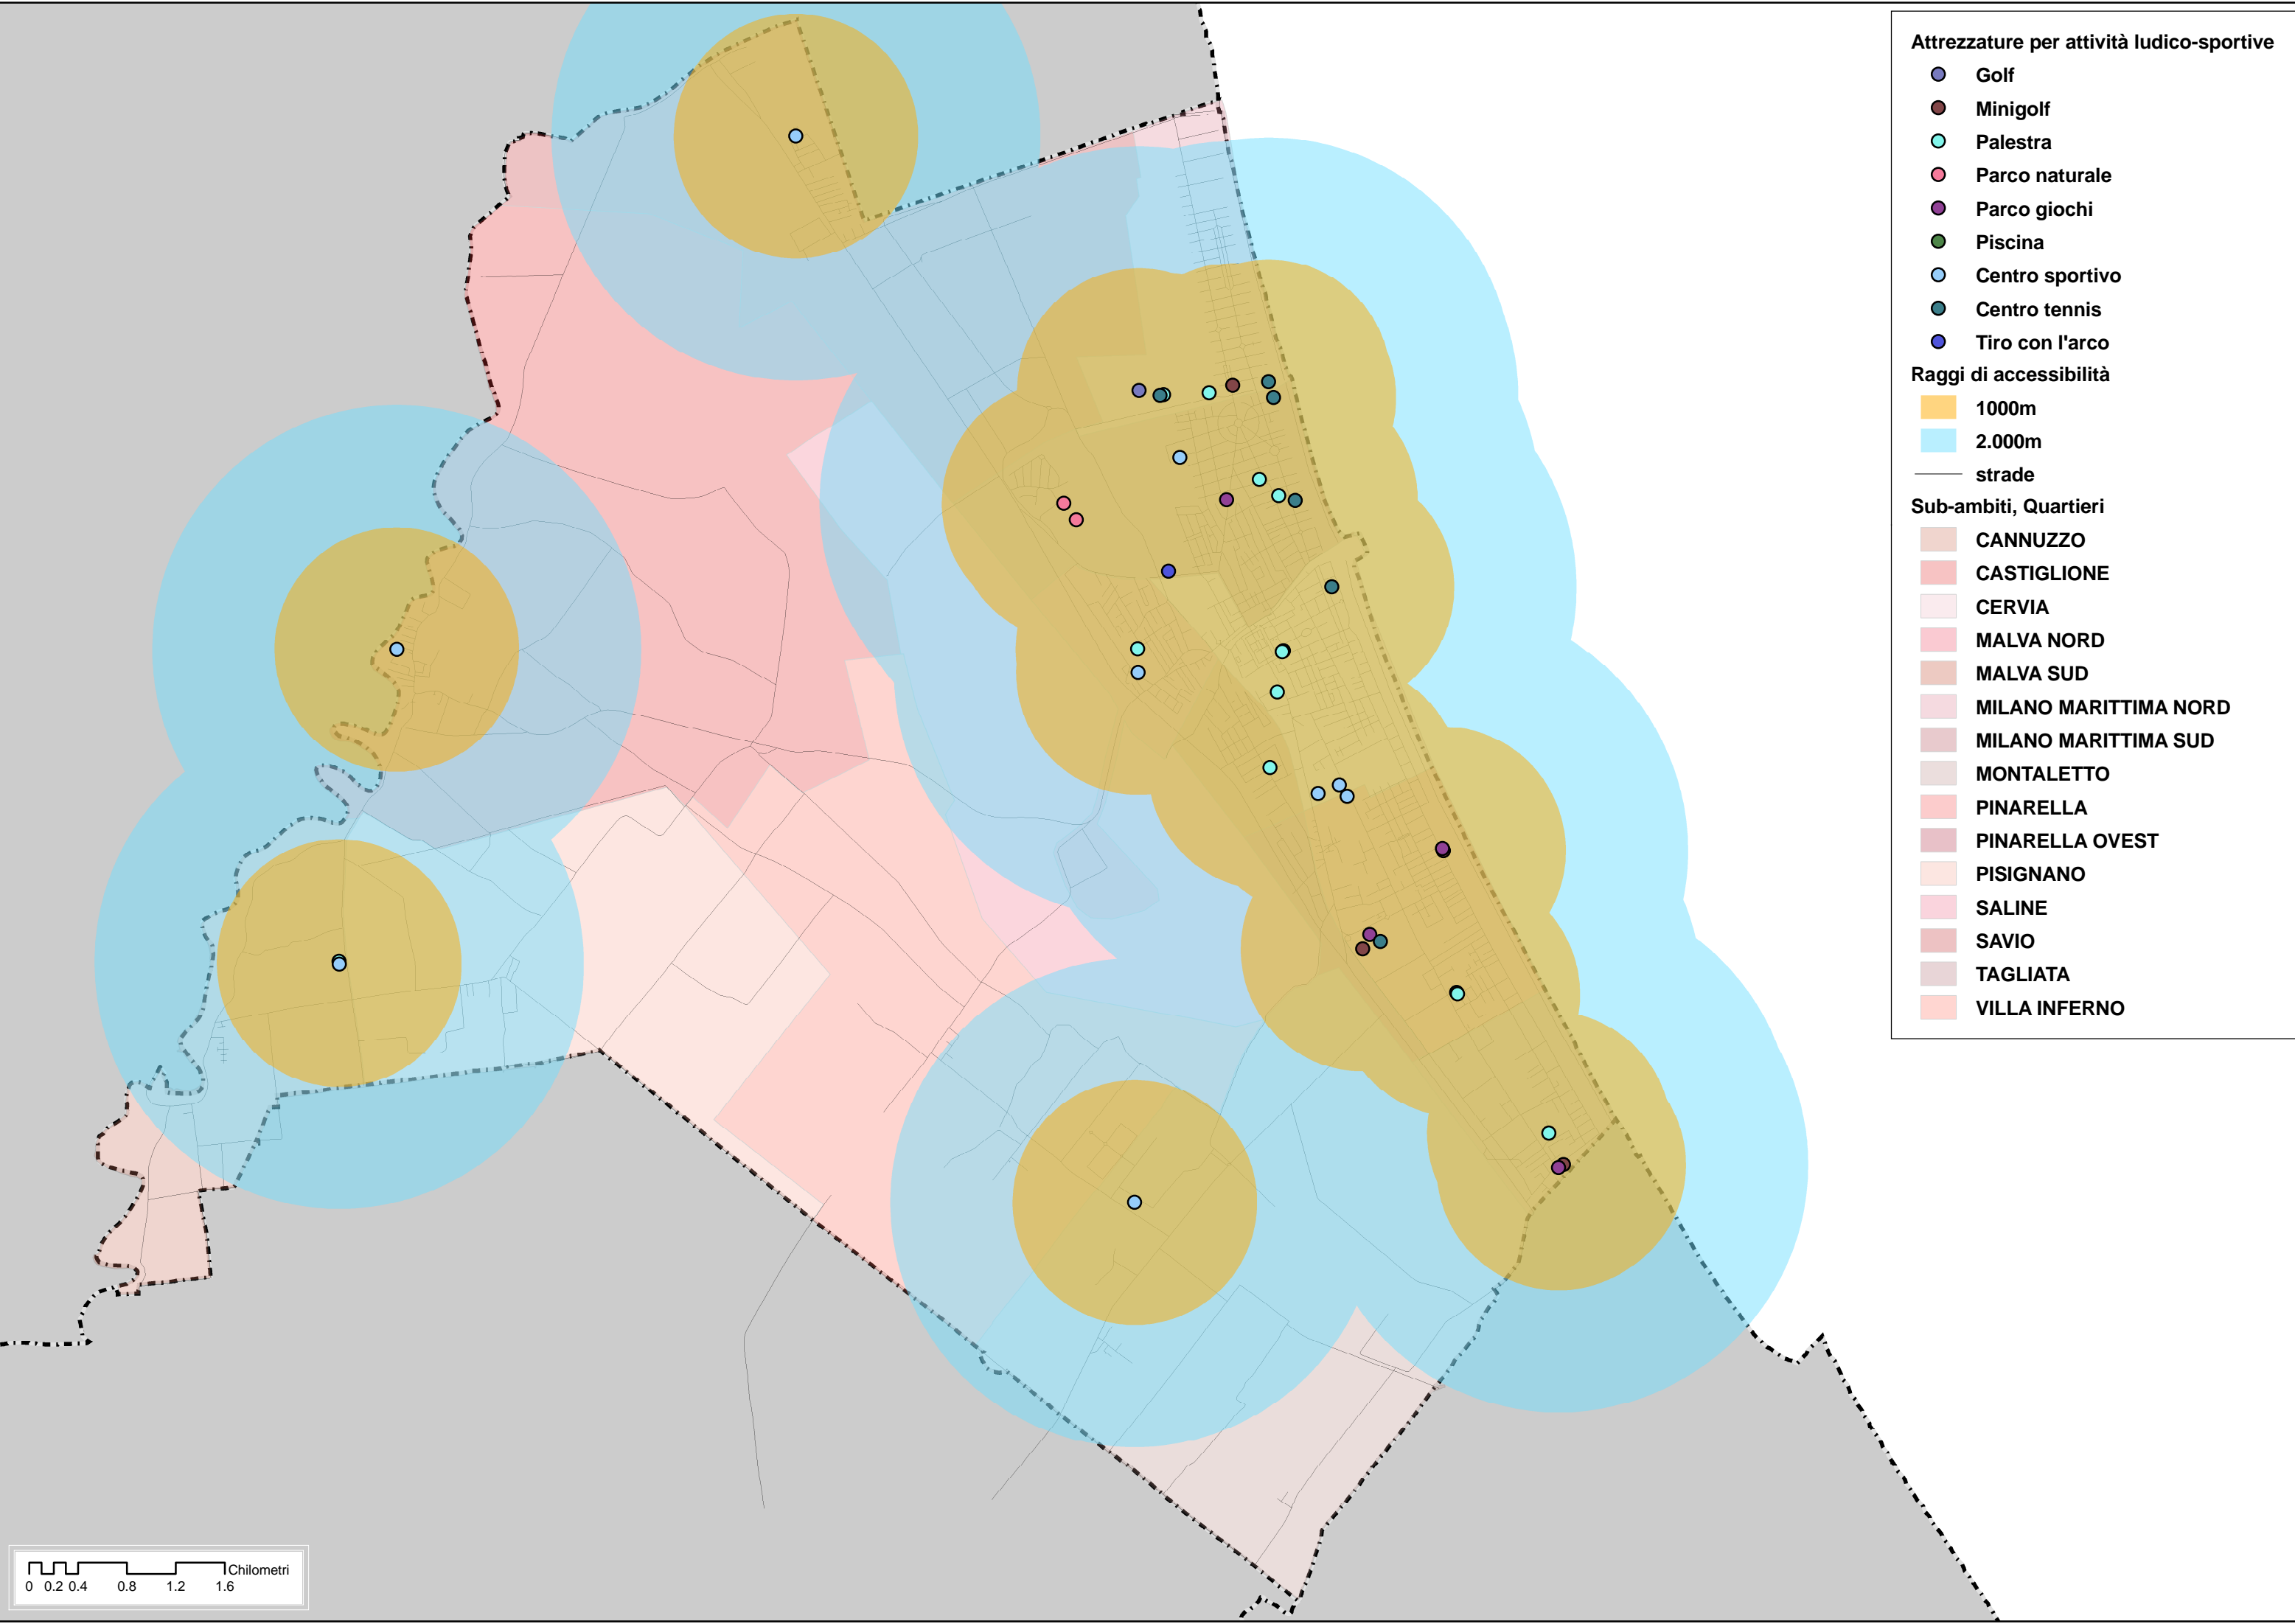 Attrezzature per attività ludico-sportive
Golf
Minigolf
Palestra
Parco naturale
Parco giochi
Piscina
Centro sportivo
Centro tennis
Tiro con l'arco
Raggi di accessibilità
1000m
2.000m
strade
Sub-ambiti, Quartieri
CANNUZZO
CASTIGLIONE
CERVIA
MALVA NORD
MALVA SUD
MILANO MARITTIMA NORD
MILANO MARITTIMA SUD
MONTALETTO
PINARELLA
PINARELLA OVEST
PISIGNANO
SALINE
SAVIO
TAGLIATA
VILLA INFERNO
Chilometri
0 0.2 0.4 0.8 1.2 1.6